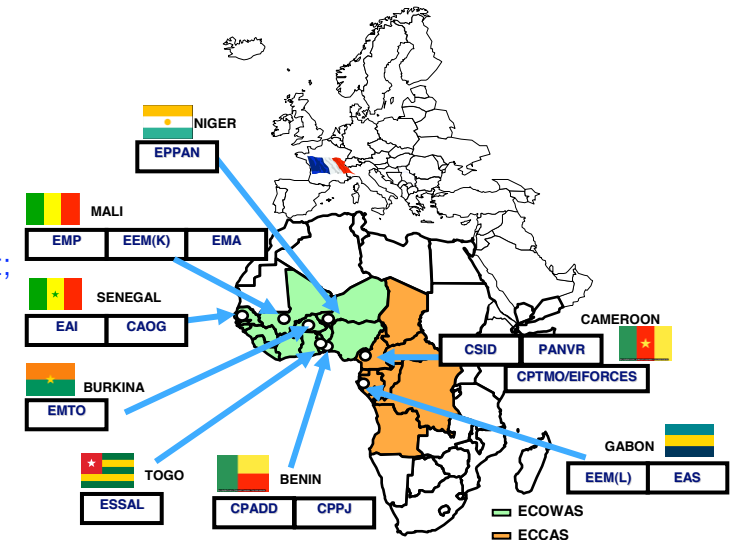 NIGER
EPPAN
MALI
EMP EEM(K) EMA
;
SENEGAL
EAI CAOG
CAMEROON
CSID PANVR
CPTMO/EIFORCES
BURKINA
EMTO
GABON
EEM(L) EAS
TOGO
ESSAL
BENIN
CPADD CPPJ
ECOWAS
ECCAS